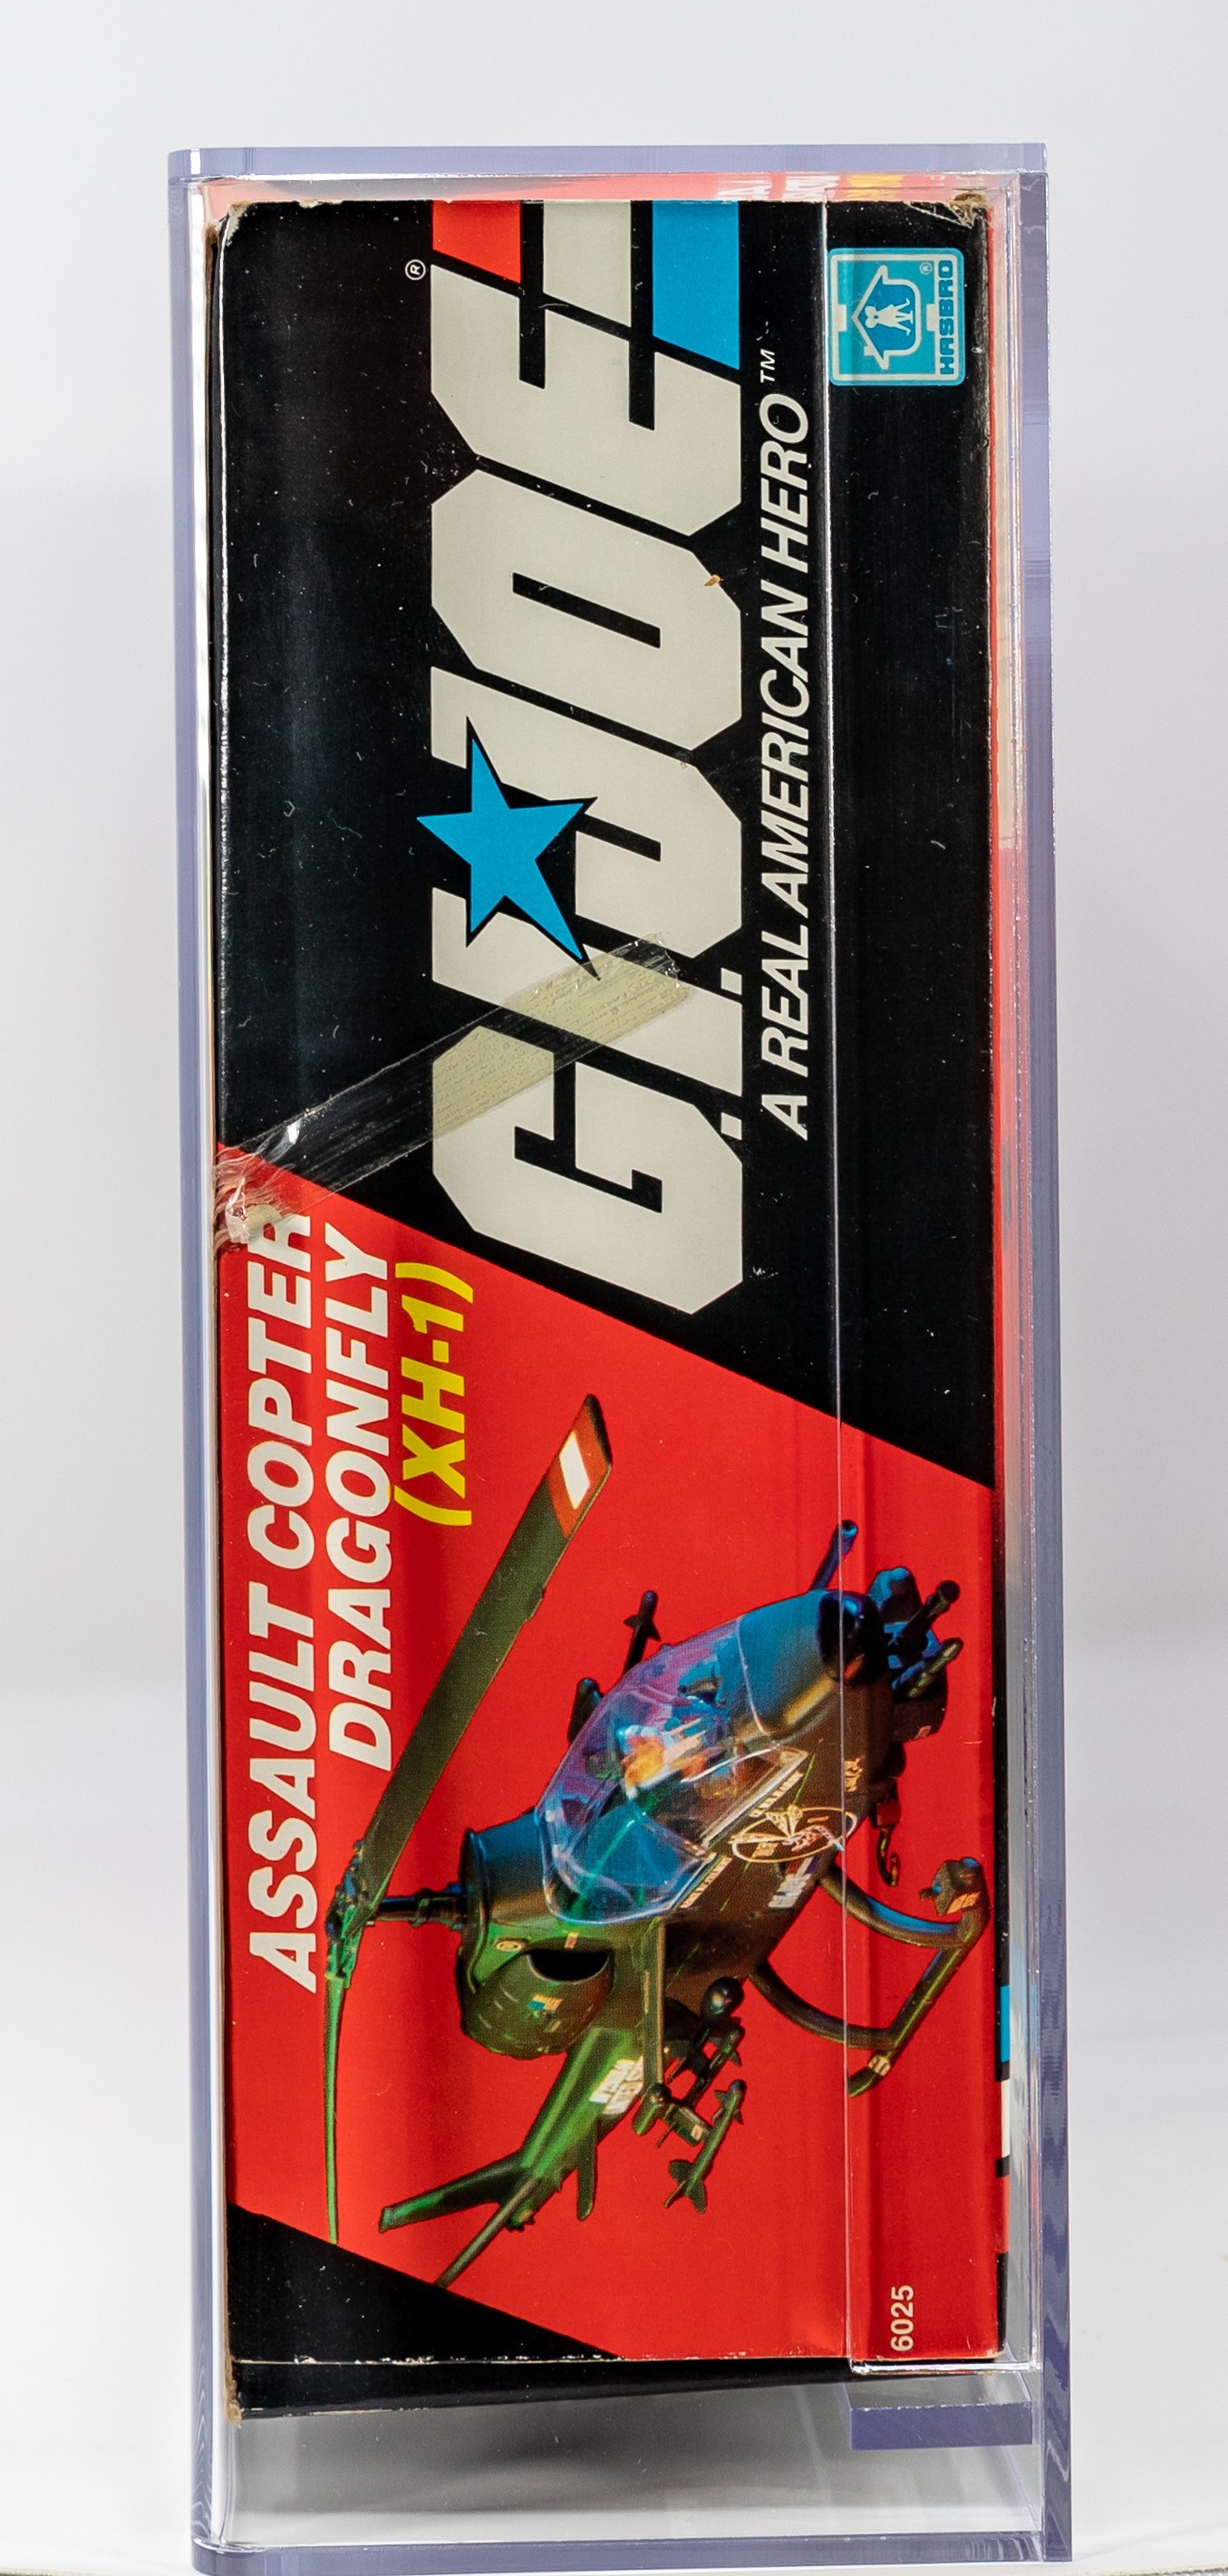 ASSAULT COPTER
DRAGONFLY
(XH-1)
G.I. JOE ®
A REAL AMERICAN HERO™
HASBRO ®
6025